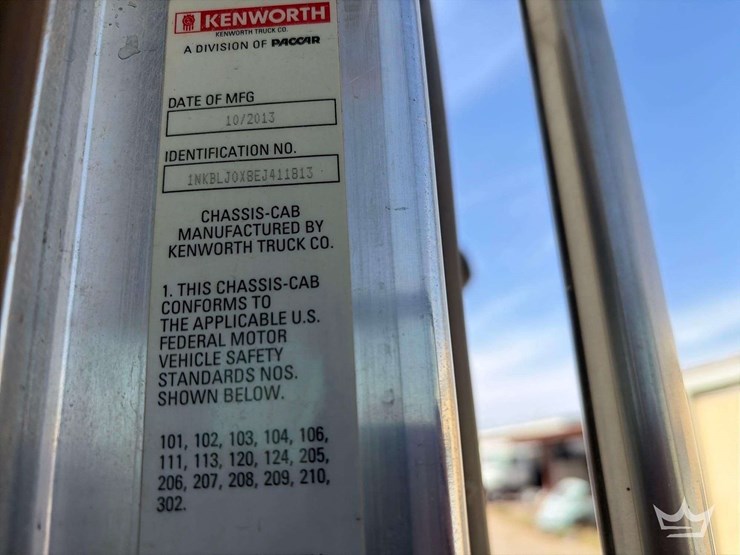 KENWORTH
KENWORTH TRUCK CO.
A DIVISION OF PACCAR
DATE OF MFG
10/2013
IDENTIFICATION NO.
1NKBLJ0X8EJ411813
CHASSIS-CAB
MANUFACTURED BY
KENWORTH TRUCK CO.
1. THIS CHASSIS-CAB
CONFORMS TO
THE APPLICABLE U.S.
FEDERAL MOTOR
VEHICLE SAFETY
STANDARDS NOS.
SHOWN BELOW.
101, 102, 103, 104, 106,
111, 113, 120, 124, 205,
206, 207, 208, 209, 210,
302.